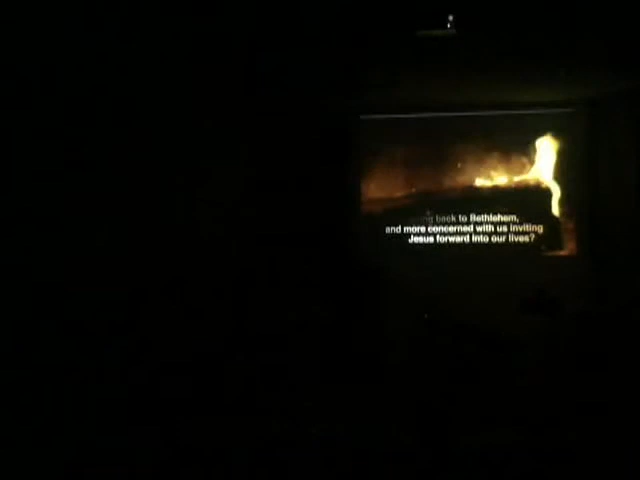 back to Bethlehem,
and more concerned with us inviting
Jesus forward into our lives?